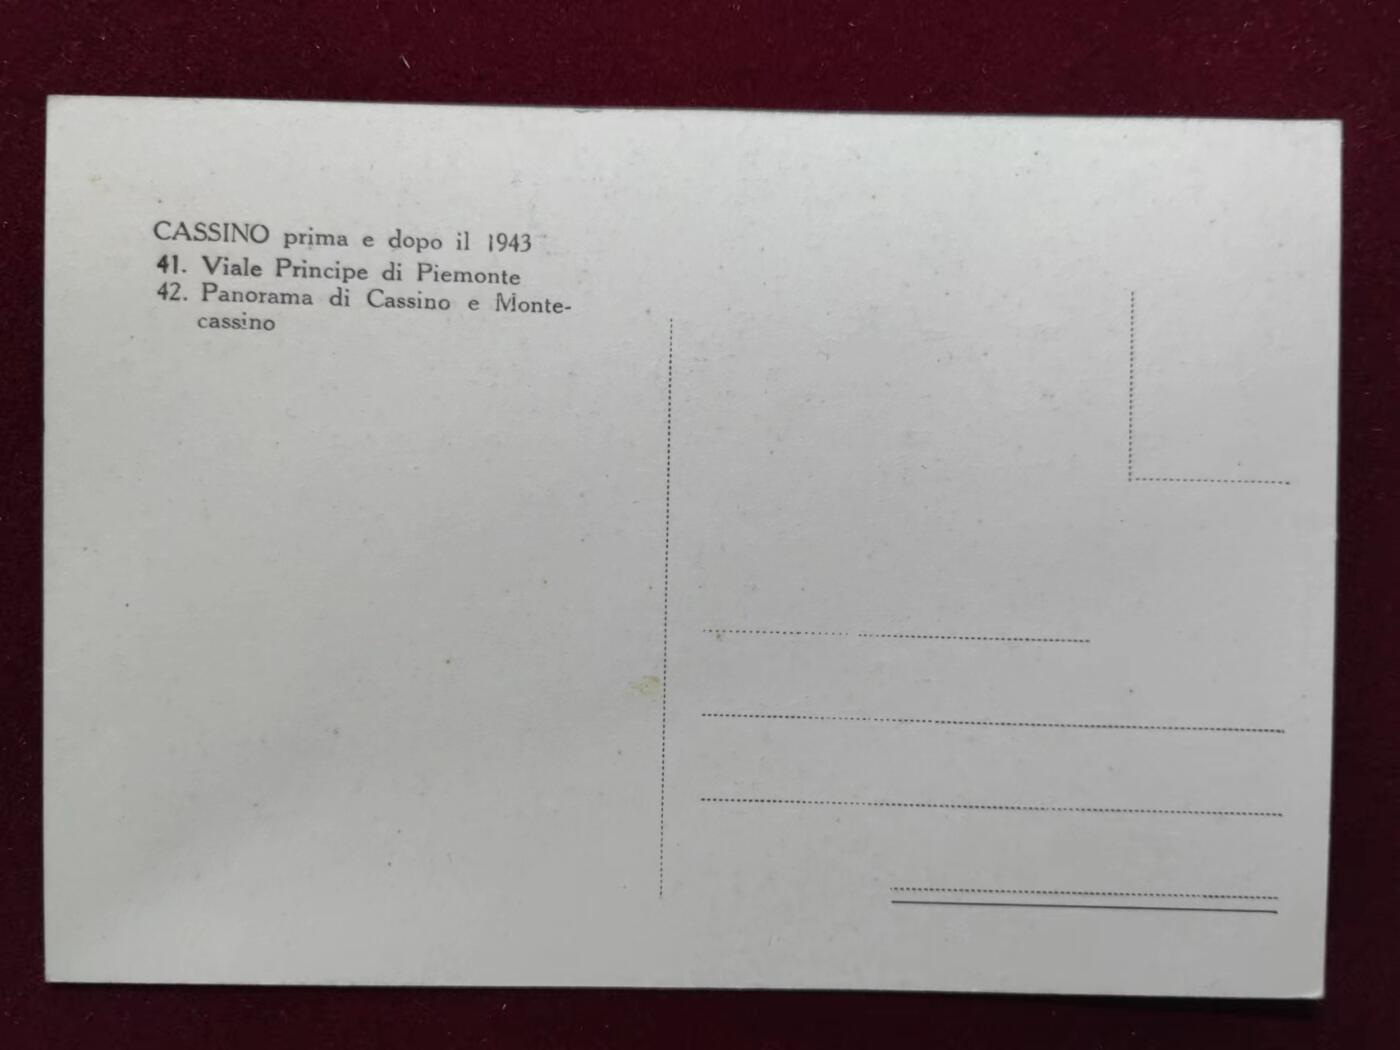 CASSINO prima e dopo il 1943
41. Viale Principe di Piemonte
42. Panorama di Cassino e Monte-
cassino